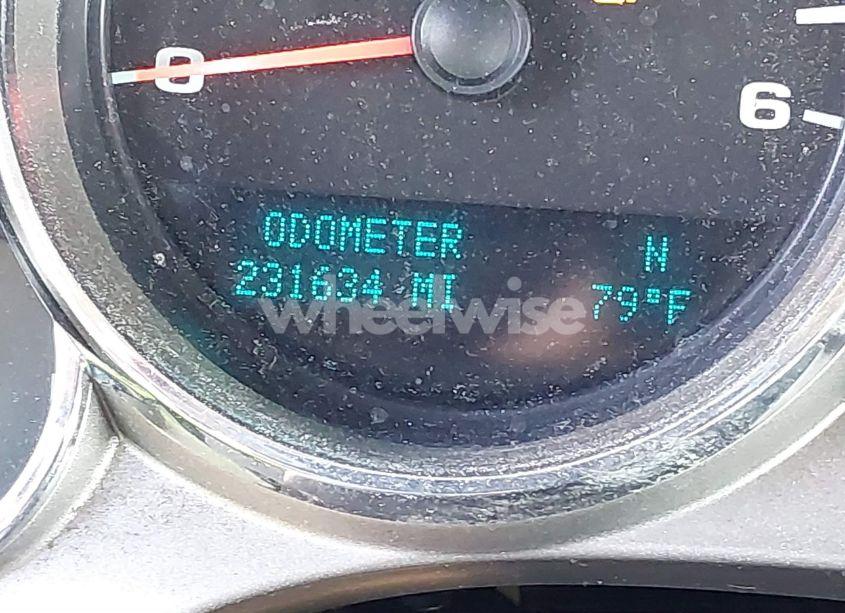 0
6
ODOMETER N
231634 MI 79°F
wheelwise